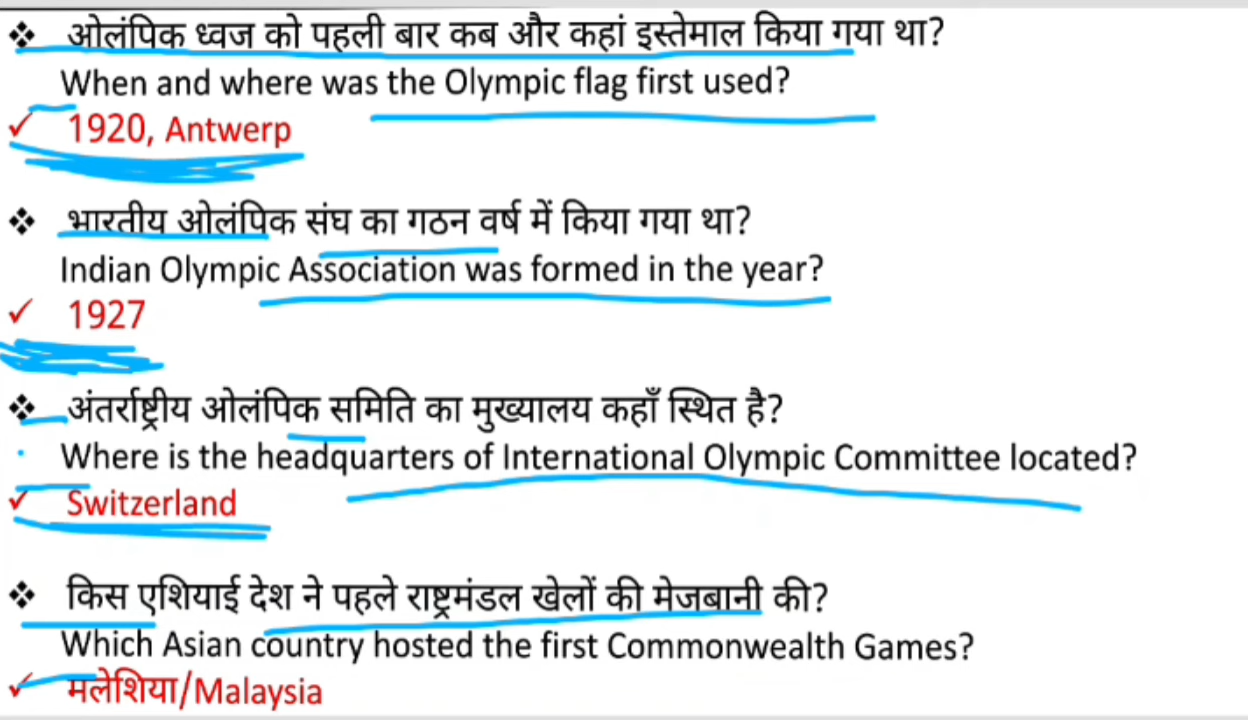 ❖ ओलंपिक ध्वज को पहली बार कब और कहां इस्तेमाल किया गया था?
When and where was the Olympic flag first used?
✓ 1920, Antwerp
❖ भारतीय ओलंपिक संघ का गठन वर्ष में किया गया था?
Indian Olympic Association was formed in the year?
✓ 1927
❖ अंतर्राष्ट्रीय ओलंपिक समिति का मुख्यालय कहाँ स्थित है?
Where is the headquarters of International Olympic Committee located?
✓ Switzerland
❖ किस एशियाई देश ने पहले राष्ट्रमंडल खेलों की मेजबानी की?
Which Asian country hosted the first Commonwealth Games?
✓ मलेशिया/Malaysia